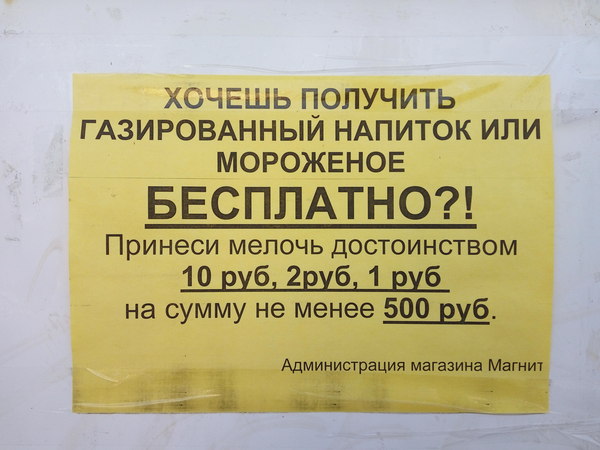 ХОЧЕШЬ ПОЛУЧИТЬ
ГАЗИРОВАННЫЙ НАПИТОК ИЛИ
МОРОЖЕНОЕ
БЕСПЛАТНО?!
Принеси мелочь достоинством
10 руб, 2руб, 1 руб
на сумму не менее 500 руб.
Администрация магазина Магнит